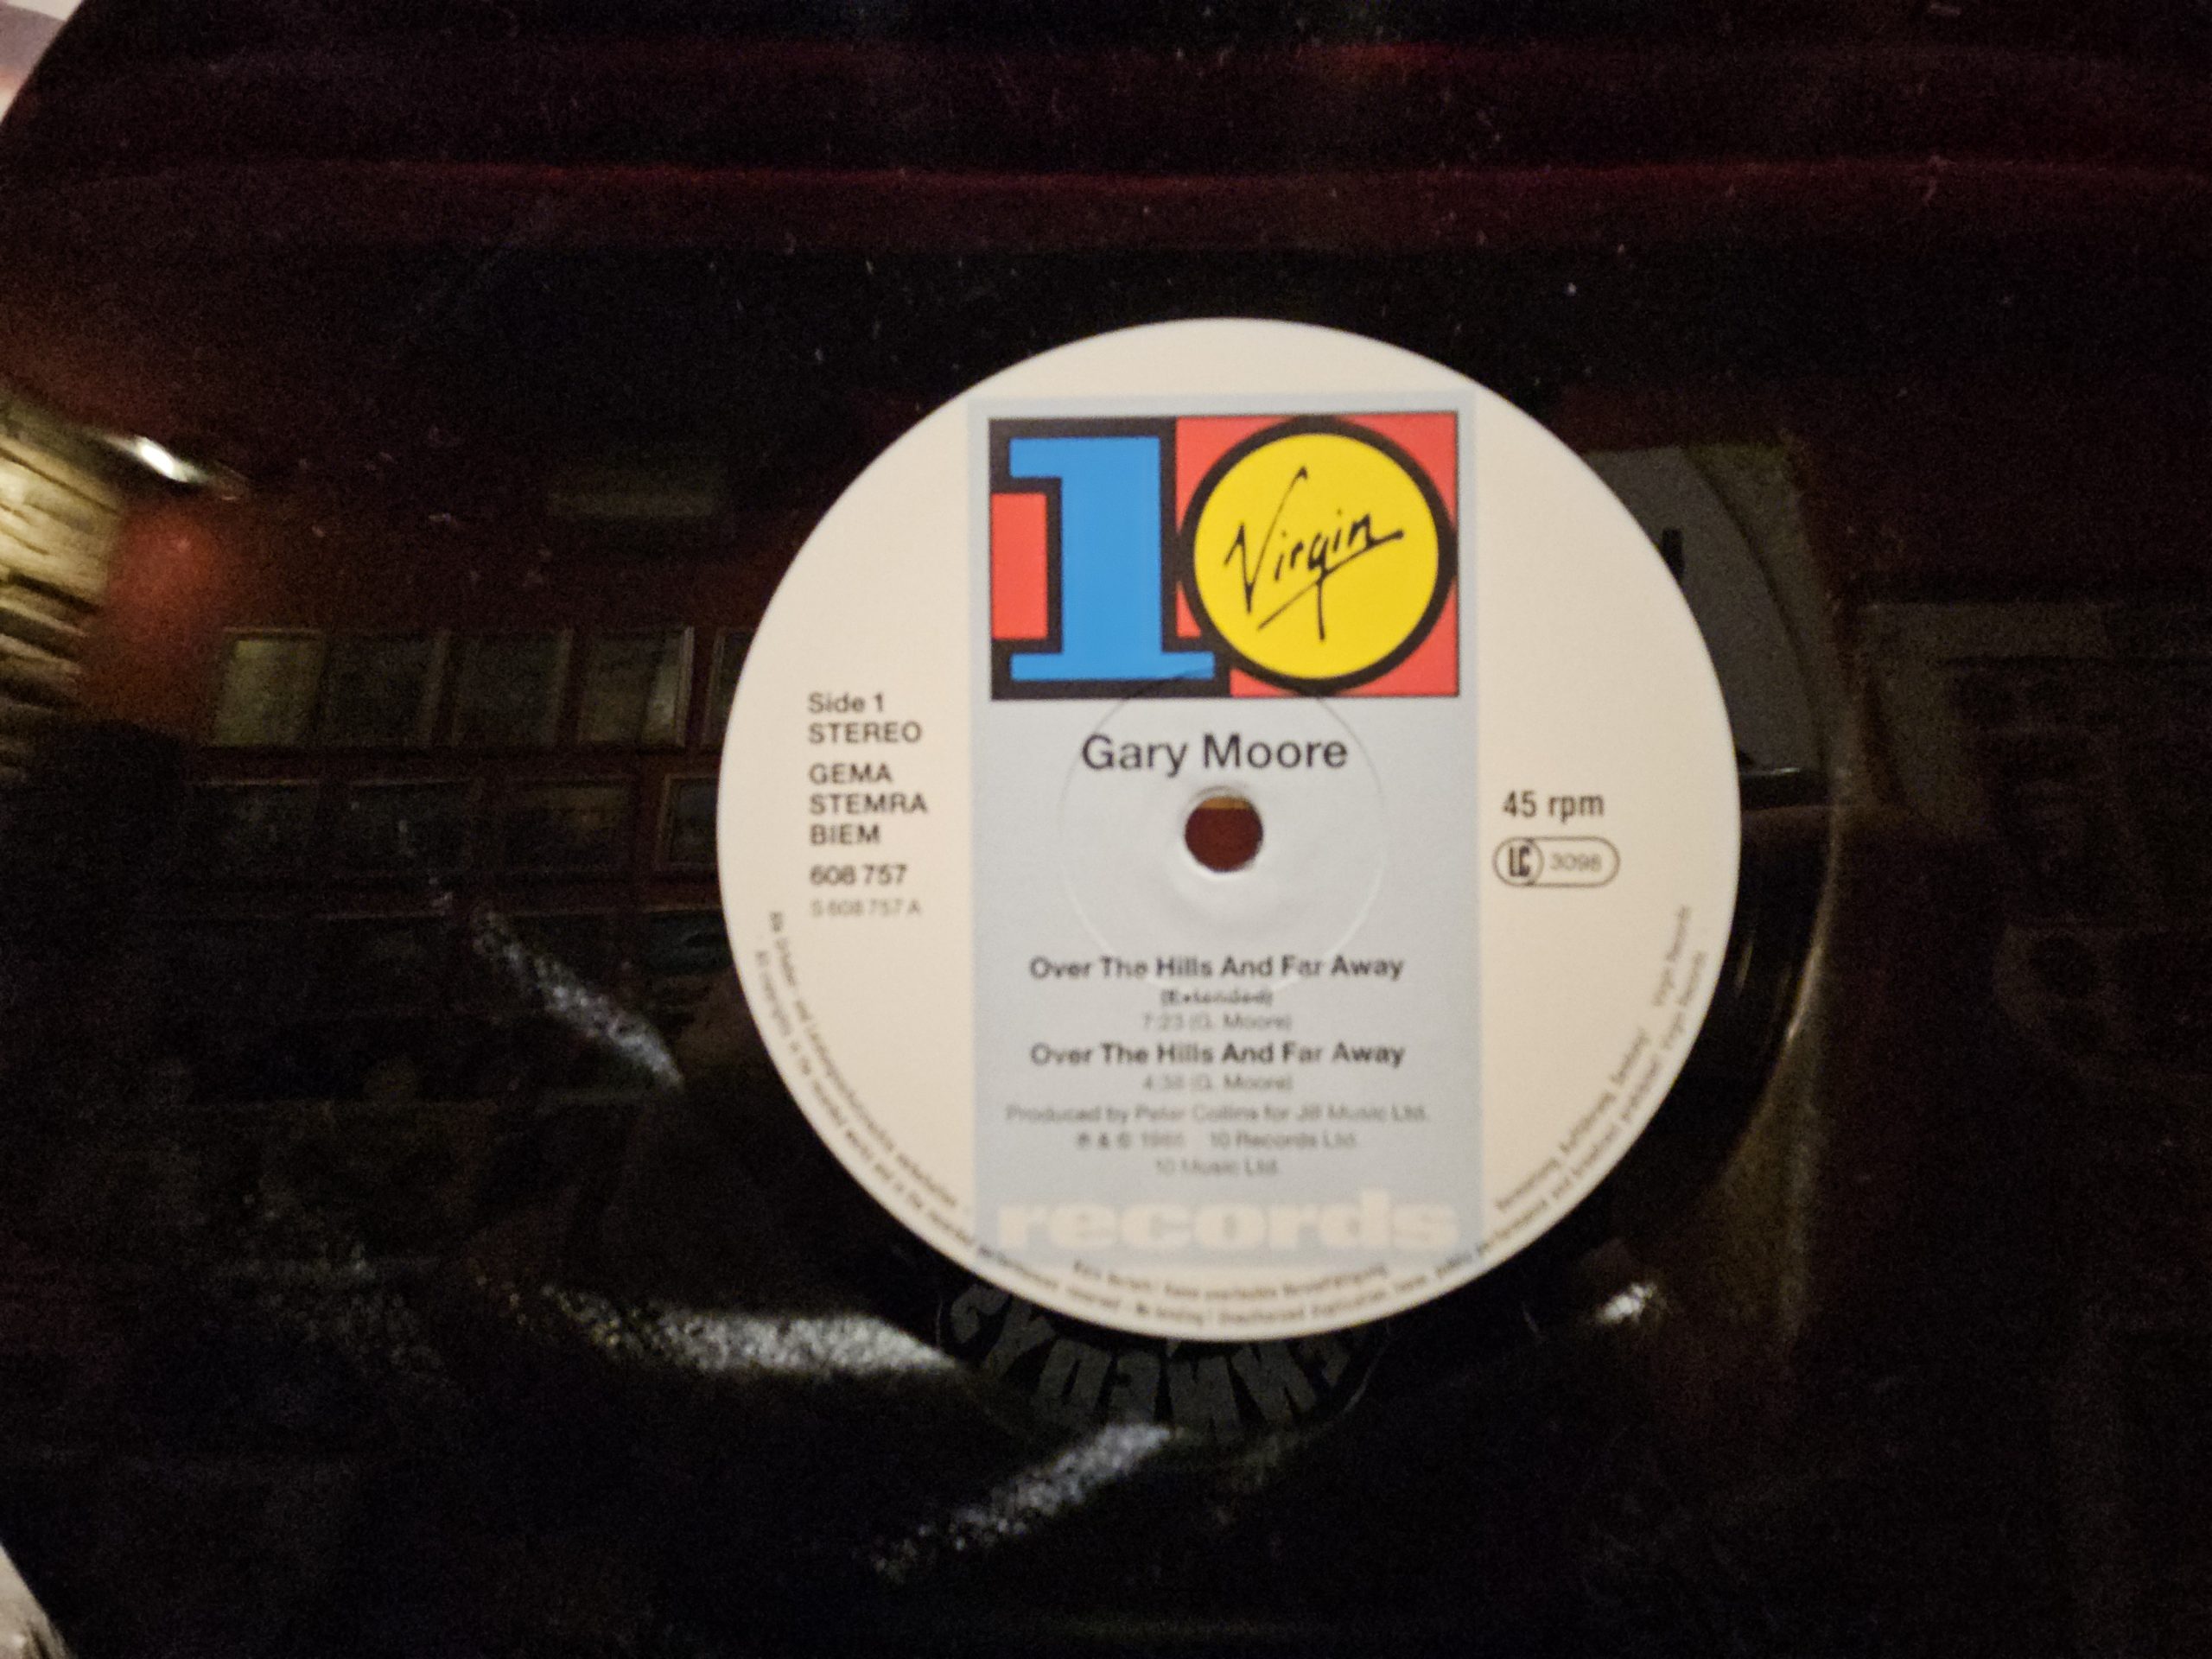 10
Virgin
Side 1
STEREO
GEMA
STEMRA
BIEM
608 757
S 608 757 A
Gary Moore
45 rpm
LC 3098
Over The Hills And Far Away
(Extended)
7:23 (G. Moore)
Over The Hills And Far Away
4:38 (G. Moore)
Produced by Peter Collins for Jill Music Ltd.
10 Records Ltd.
10 Music Ltd.
records